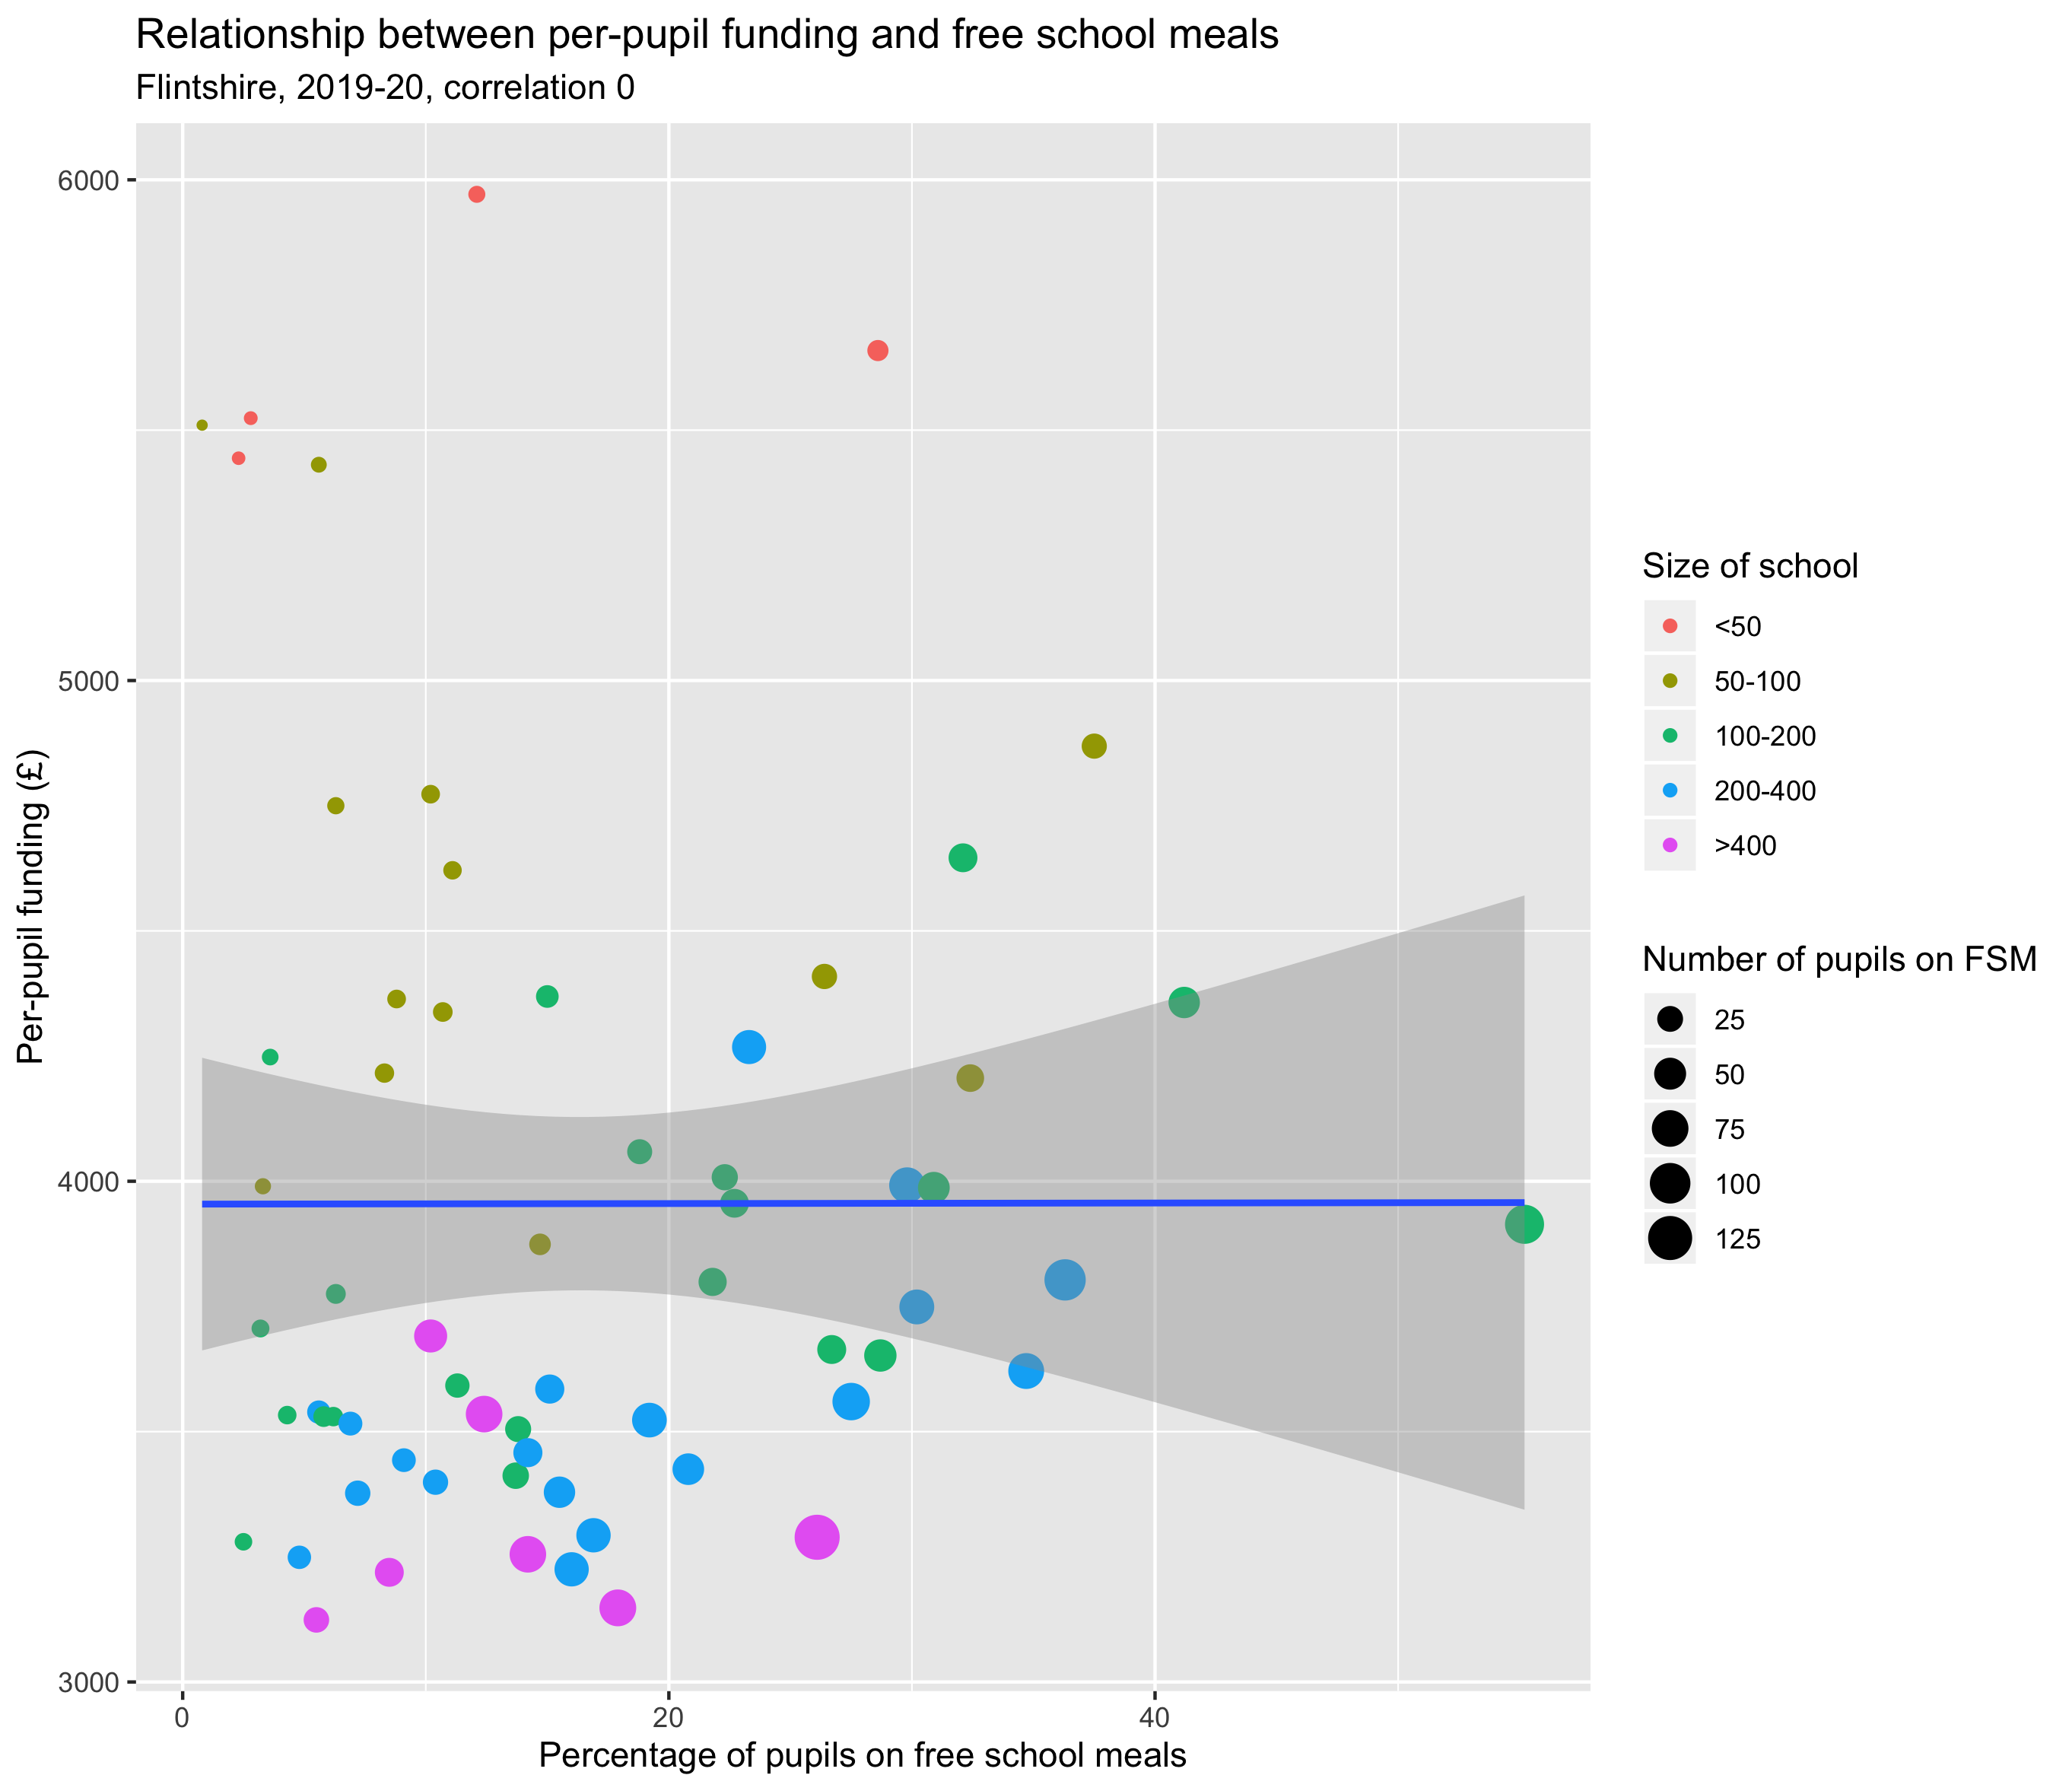 Relationship between per-pupil funding and free school meals
Flintshire, 2019-20, correlation 0
Per-pupil funding (£)
6000
5000
4000
3000
0
20
40
Percentage of pupils on free school meals
Size of school
<50
50-100
100-200
200-400
>400
Number of pupils on FSM
25
50
75
100
125